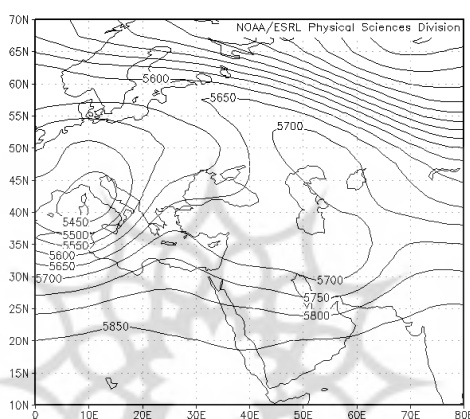 NOAA/ESRL Physical Sciences Division
70N
65N
60N
55N
50N
45N
40N
35N
30N
25N
20N
15N
10N
5600
5650
5700
5450
5500
5550
5600
5650
5700
5700
5750
5800
5850
0
10E
20E
30E
40E
50E
60E
70E
80E